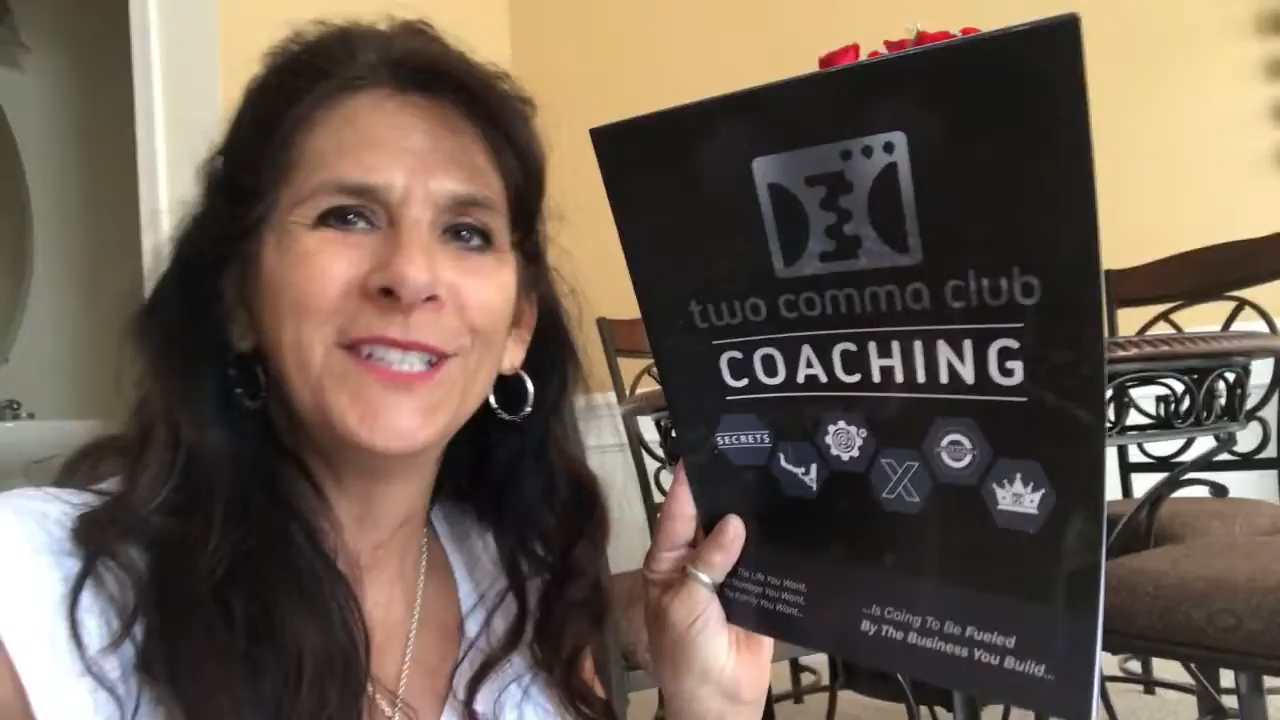 two comma club
COACHING
SECRETS
X
The Life You Want,
Marriage You Want,
The Family You Want...
...Is Going To Be Fueled
By The Business You Build...